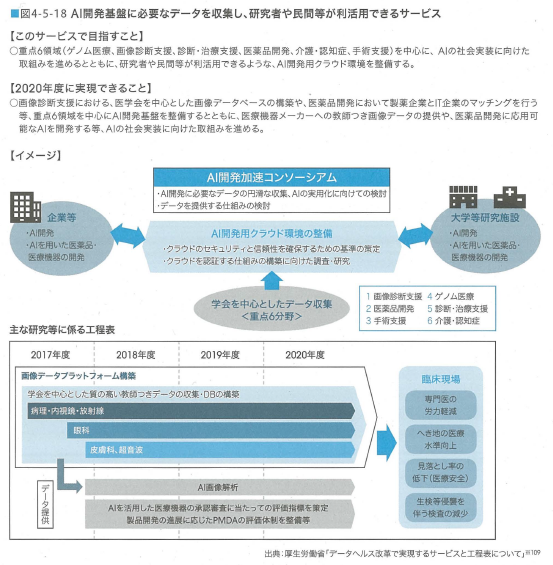 ■図4-5-18 AI開発基盤に必要なデータを収集し、研究者や民間等が利活用できるサービス
【このサービスで目指すこと】
○重点6領域(ゲノム医療、画像診断支援、診断・治療支援、医薬品開発、介護・認知症、手術支援)を中心に、AIの社会実装に向けた
取組みを進めるとともに、研究者や民間等が利活用できるような、AI開発用クラウド環境を整備する。
【2020年度に実現できること】
○画像診断支援における、医学会を中心とした画像データベースの構築や、医薬品開発において製薬企業とIT企業のマッチングを行う
等、重点6領域を中心にAI開発基盤を整備するとともに、医療機器メーカーへの教師つき画像データの提供や、医薬品開発に応用可
能なAIを開発する等、AIの社会実装に向けた取組みを進める。
【イメージ】
AI開発加速コンソーシアム
・AI開発に必要なデータの円滑な収集、AIの実用化に向けての検討
・データを提供する仕組みの検討
企業等
・AI開発
・AIを用いた医薬品・
医療機器の開発
AI開発用クラウド環境の整備
・クラウドのセキュリティと信頼性を確保するための基準の策定
・クラウドを認証する仕組みの構築に向けた調査・研究
大学等研究施設
・AI開発
・AIを用いた医薬品・
医療機器の開発
学会を中心としたデータ収集
<重点6分野>
1 画像診断支援 4 ゲノム医療
2 医薬品開発 5 診断・治療支援
3 手術支援 6 介護・認知症
主な研究等に係る工程表
2017年度 2018年度 2019年度 2020年度
画像データプラットフォーム構築
学会を中心とした質の高い教師つきデータの収集・DBの構築
病理・内視鏡・放射線
眼科
皮膚科、超音波
データ提供
AI画像解析
AIを活用した医療機器の承認審査に当たっての評価指標を策定
製品開発の進展に応じたPMDAの評価体制を整備等
臨床現場
専門医の
労力軽減
へき地の医療
水準向上
見落とし率の
低下(医療安全)
生検等侵襲を
伴う検査の減少
出典:厚生労働省「データヘルス改革で実現するサービスと工程表について」※109